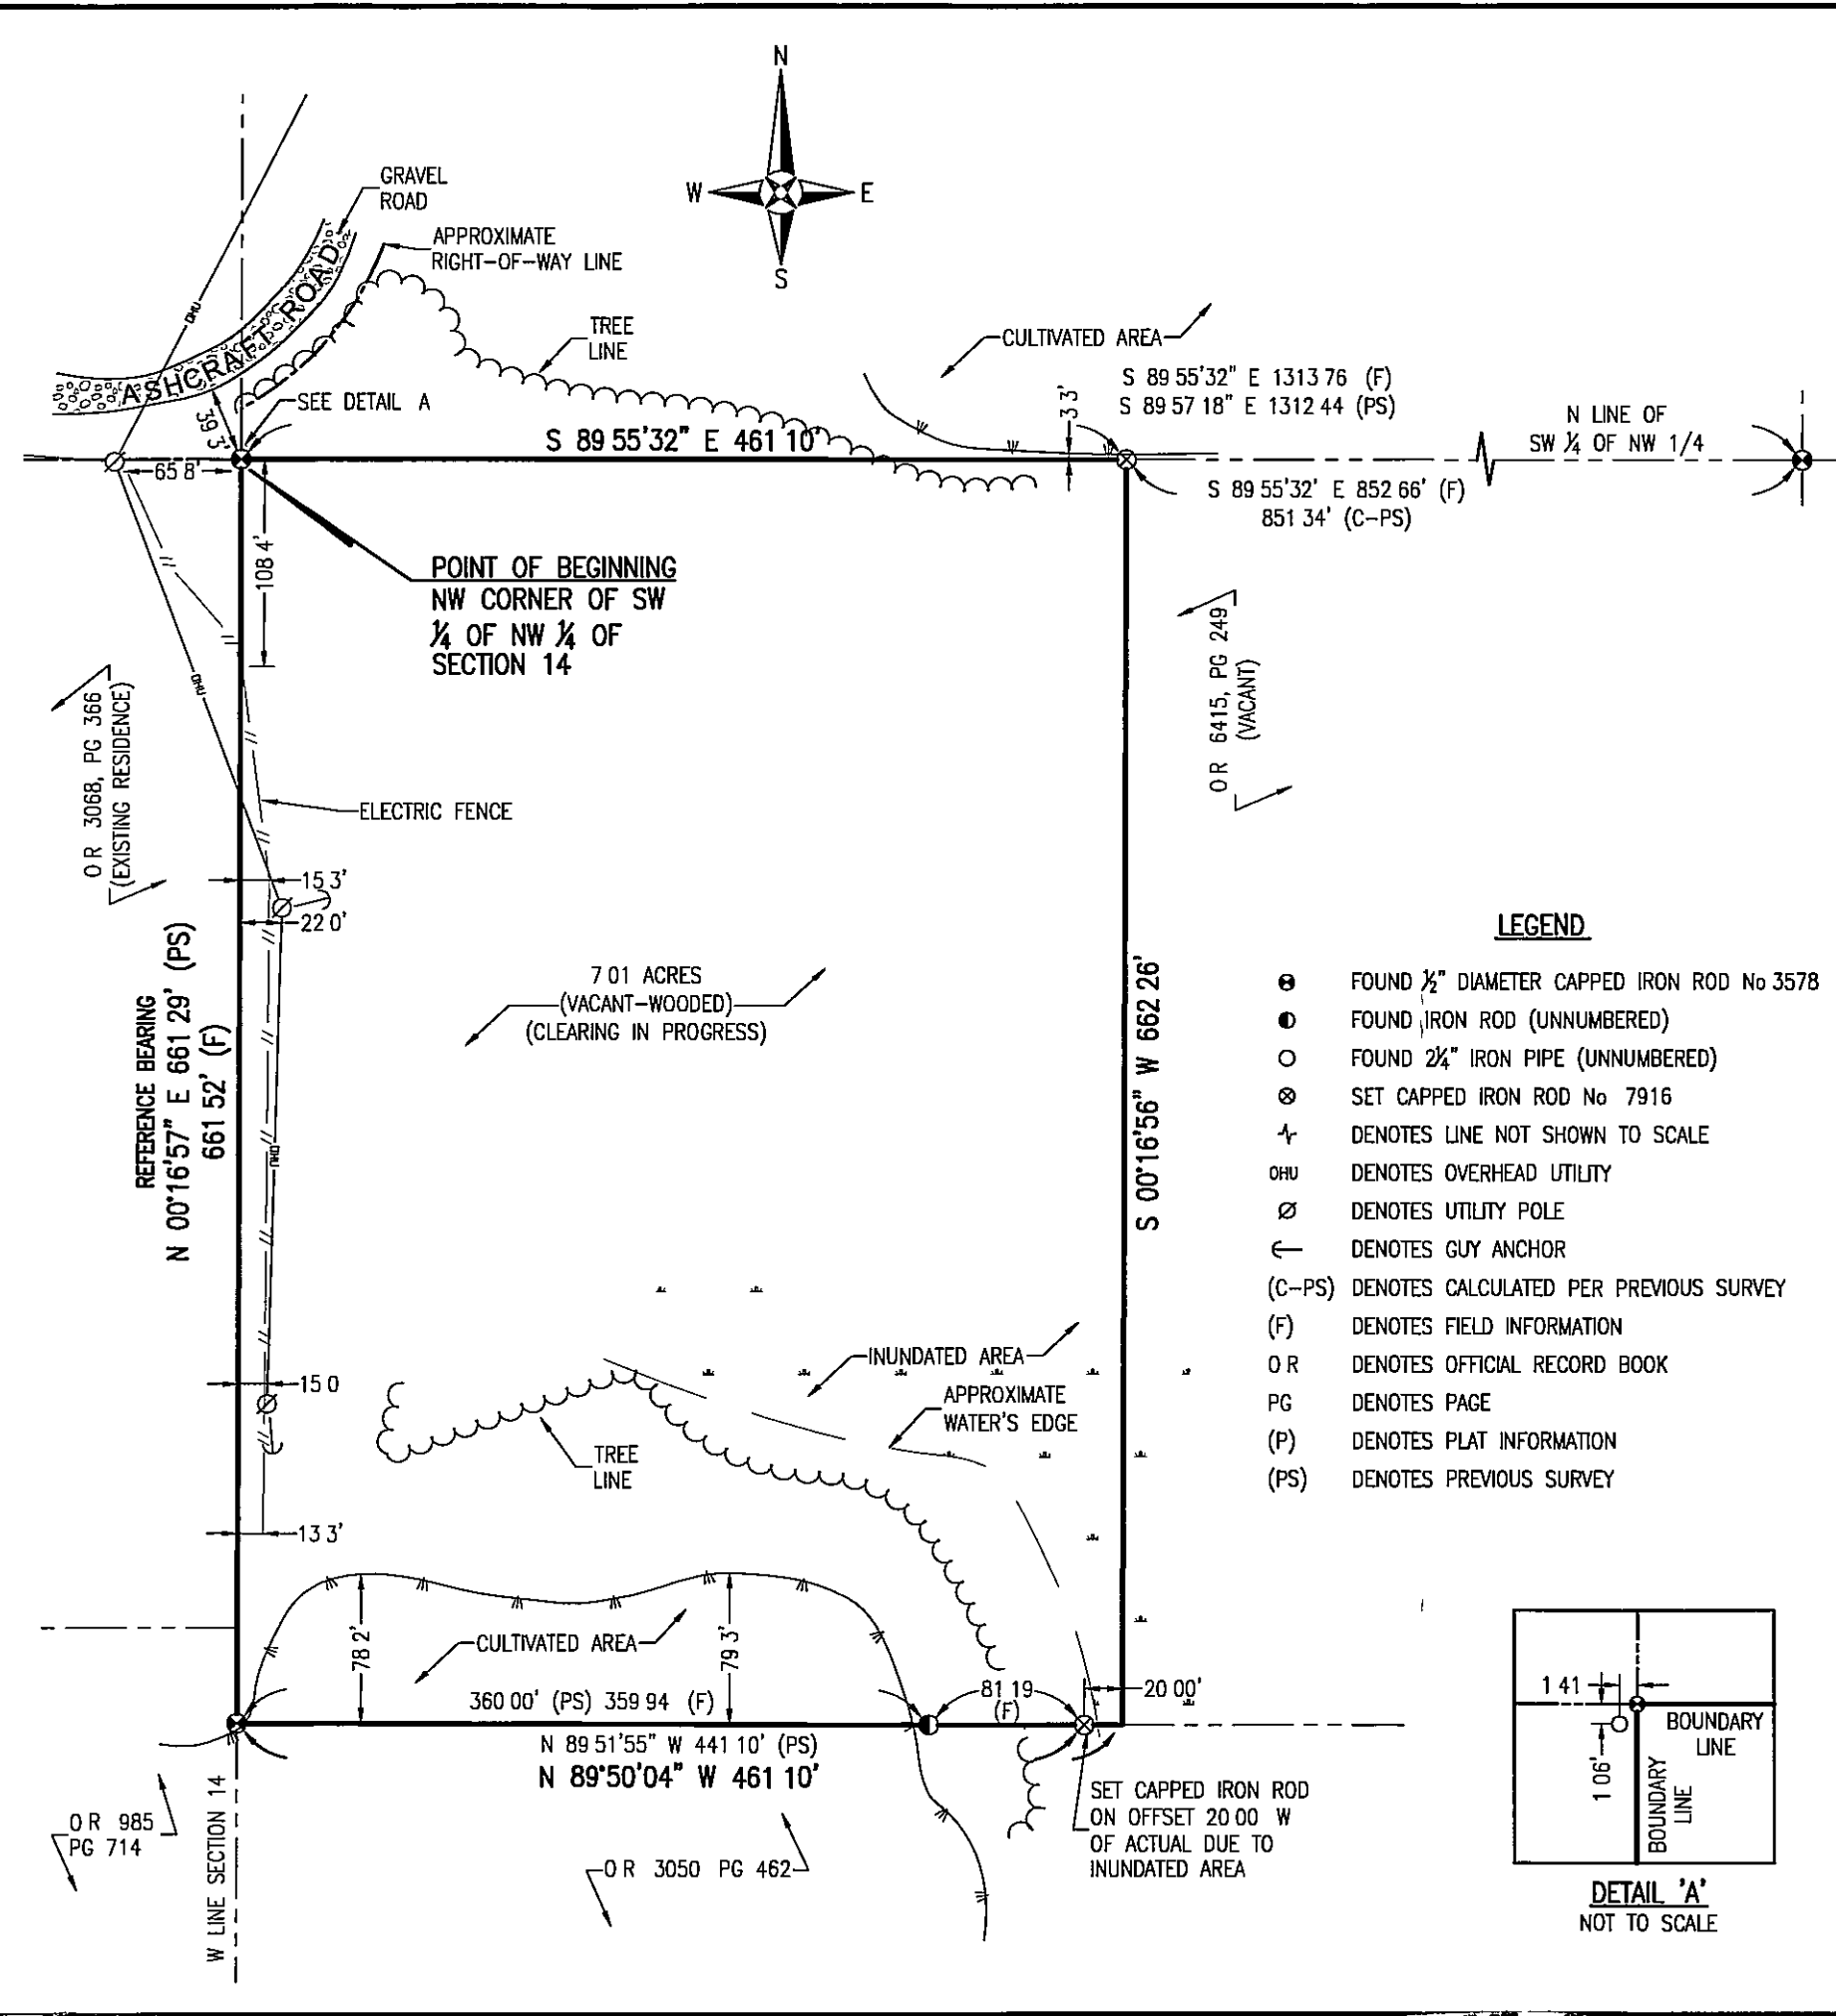 N
W
E
S
GRAVEL
ROAD
APPROXIMATE
RIGHT-OF-WAY LINE
OHU
ASHCRAFT ROAD
TREE
LINE
CULTIVATED AREA
SEE DETAIL A
39 3'
S 89 55'32" E 1313 76 (F)
S 89 57 18" E 1312 44 (PS)
3 3'
N LINE OF
SW 1/4 OF NW 1/4
S 89 55'32" E 461 10'
65 8'
S 89 55'32' E 852 66' (F)
851 34' (C-PS)
108 4'
POINT OF BEGINNING
NW CORNER OF SW
1/4 OF NW 1/4 OF
SECTION 14
OHU
O R 3068, PG 366
(EXISTING RESIDENCE)
O R 6415, PG 249
(VACANT)
ELECTRIC FENCE
15 3'
22 0'
REFERENCE BEARING
N 00°16'57" E 661 29' (PS)
661 52' (F)
7 01 ACRES
(VACANT-WOODED)
(CLEARING IN PROGRESS)
S 00°16'56" W 662 26'
OHU
LEGEND
FOUND 1/2" DIAMETER CAPPED IRON ROD No 3578
FOUND IRON ROD (UNNUMBERED)
FOUND 2 1/4" IRON PIPE (UNNUMBERED)
SET CAPPED IRON ROD No 7916
DENOTES LINE NOT SHOWN TO SCALE
OHU DENOTES OVERHEAD UTILITY
DENOTES UTILITY POLE
DENOTES GUY ANCHOR
(C-PS) DENOTES CALCULATED PER PREVIOUS SURVEY
(F) DENOTES FIELD INFORMATION
O R DENOTES OFFICIAL RECORD BOOK
PG DENOTES PAGE
(P) DENOTES PLAT INFORMATION
(PS) DENOTES PREVIOUS SURVEY
INUNDATED AREA
15 0
APPROXIMATE
WATER'S EDGE
TREE
LINE
13 3'
78 2'
CULTIVATED AREA
79 3'
360 00' (PS) 359 94 (F)
81 19
(F)
20 00'
N 89 51'55" W 441 10' (PS)
N 89°50'04" W 461 10'
SET CAPPED IRON ROD
ON OFFSET 20 00 W
OF ACTUAL DUE TO
INUNDATED AREA
O R 985
PG 714
W LINE SECTION 14
O R 3050 PG 462
1 41
1 06'
BOUNDARY
LINE
BOUNDARY
LINE
DETAIL 'A'
NOT TO SCALE